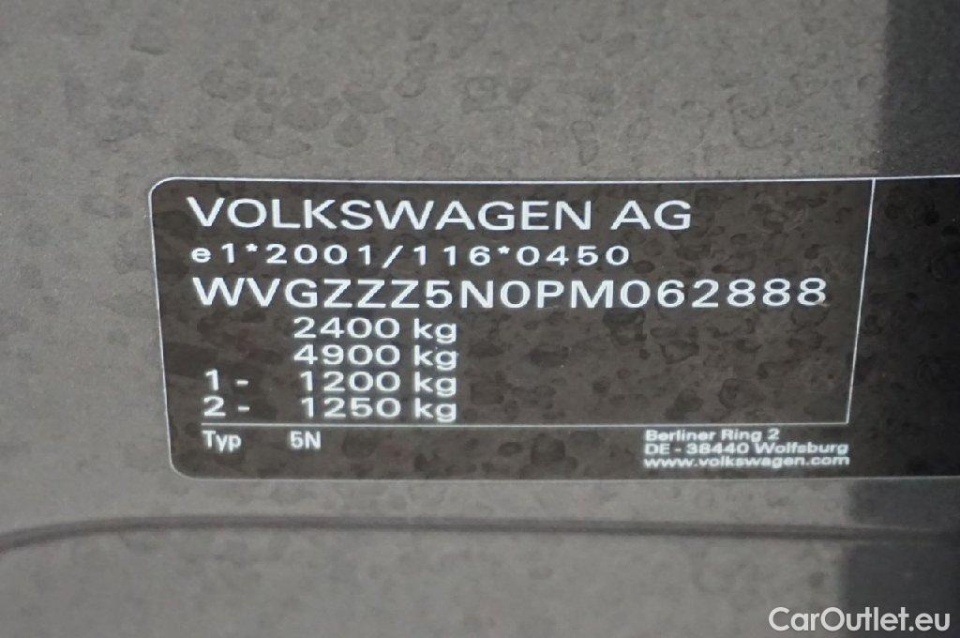 VOLKSWAGEN AG
e1*2001/116*0450
WVGZZZ5N0PM062888
2400 kg
4900 kg
1 - 1200 kg
2 - 1250 kg
Typ 5N
Berliner Ring 2
DE - 38440 Wolfsburg
www.volkswagen.com
CarOutlet.eu